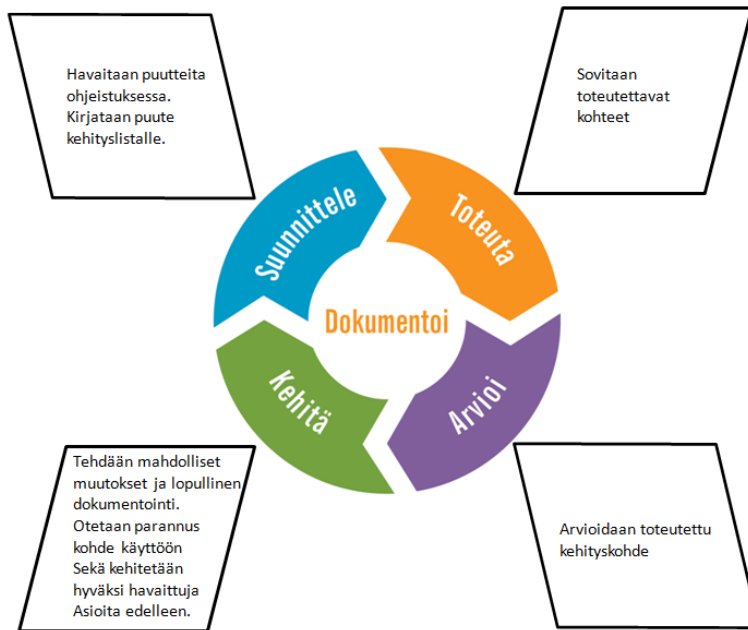 Havaitaan puutteita
ohjeistuksessa.
Kirjataan puute
kehityslistalle.
Sovitaan
toteutettavat
kohteet
Suunnittele
Toteuta
Dokumentoi
Kehitä
Arvioi
Tehdään mahdolliset
muutokset ja lopullinen
dokumentointi.
Otetaan parannus
kohde käyttöön
Sekä kehitetään
hyväksi havaittuja
Asioita edelleen.
Arvioidaan toteutettu
kehityskohde